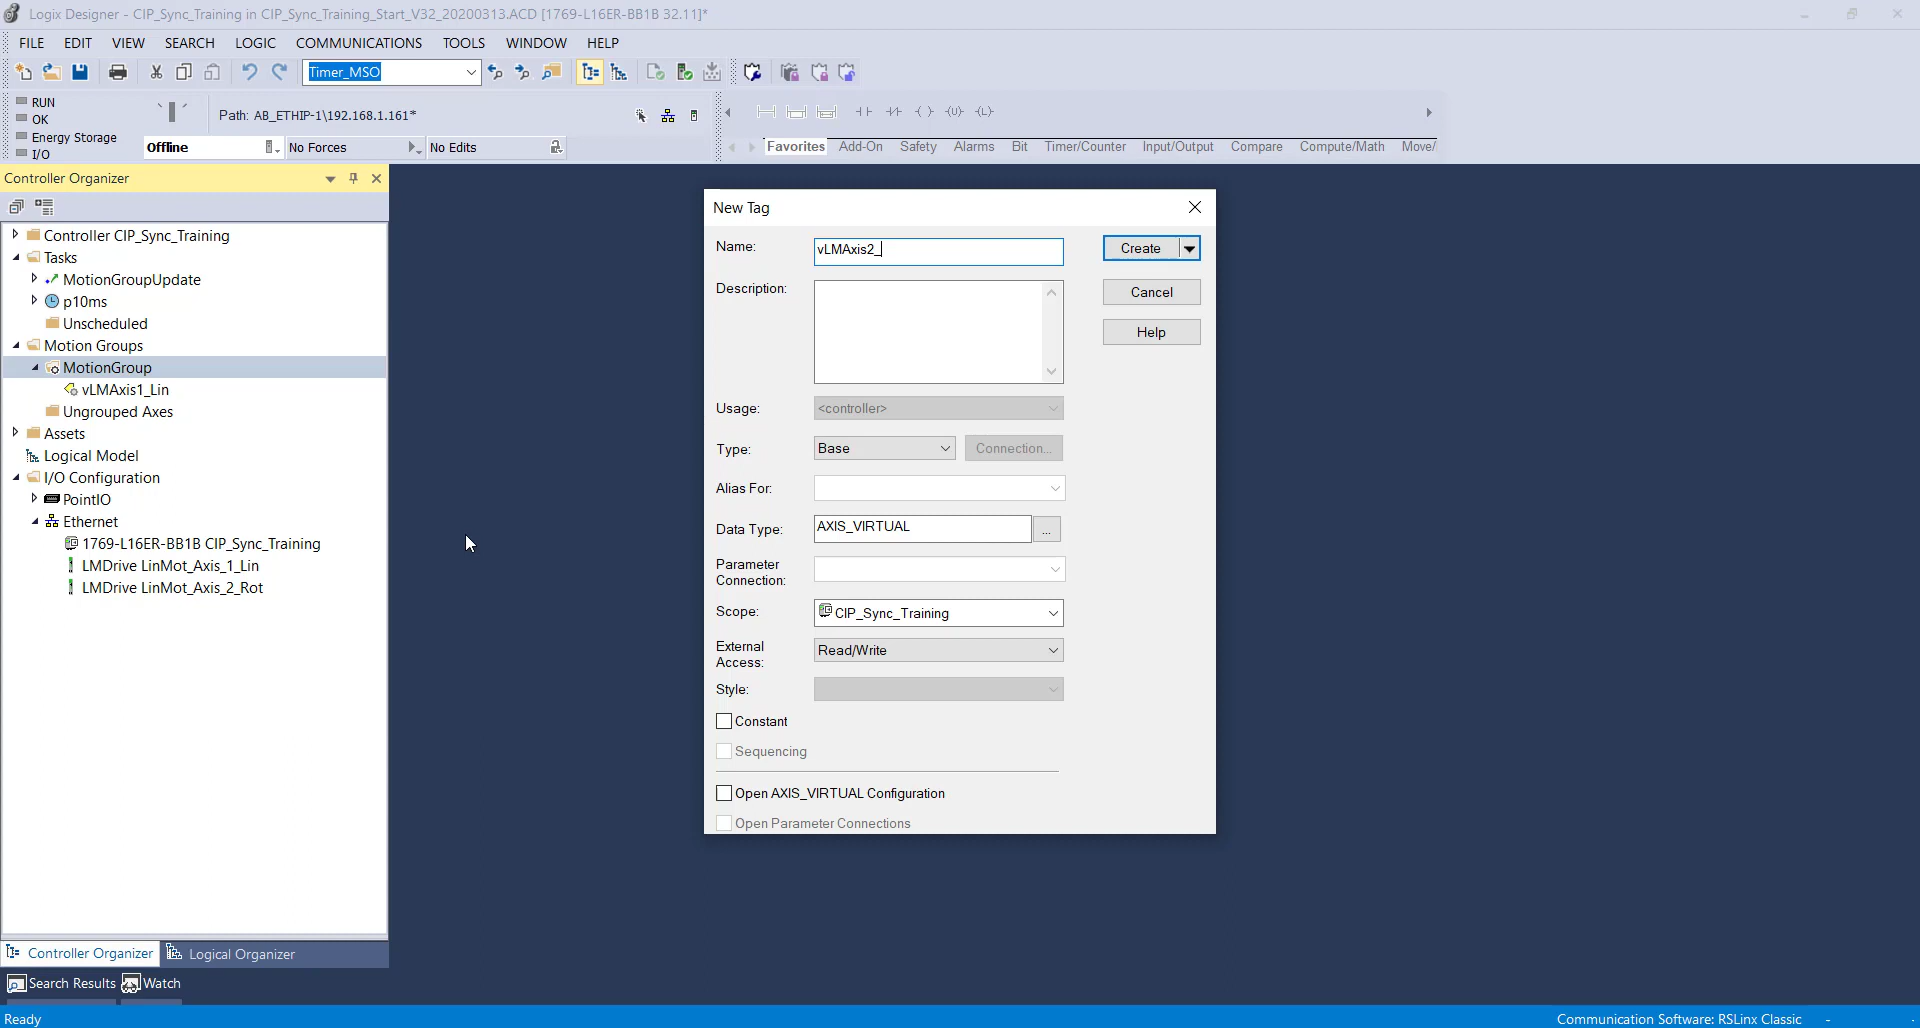 Logix Designer - CIP_Sync_Training in CIP_Sync_Training_Start_V32_20200313.ACD [1769-L16ER-BB1B 32.11]*
FILE EDIT VIEW SEARCH LOGIC COMMUNICATIONS TOOLS WINDOW HELP
Timer_MSO
RUN
OK
Energy Storage
I/O
Path: AB_ETHIP-1\192.168.1.161*
Offline No Forces No Edits
Favorites Add-On Safety Alarms Bit Timer/Counter Input/Output Compare Compute/Math Move/
Controller Organizer
Controller CIP_Sync_Training
Tasks
MotionGroupUpdate
p10ms
Unscheduled
Motion Groups
MotionGroup
vLMAxis1_Lin
Ungrouped Axes
Assets
Logical Model
I/O Configuration
PointIO
Ethernet
1769-L16ER-BB1B CIP_Sync_Training
LMDrive LinMot_Axis_1_Lin
LMDrive LinMot_Axis_2_Rot
Controller Organizer Logical Organizer
Search Results Watch
New Tag
Name: vLMAxis2_ Create
Description: Cancel
Help
Usage: <controller>
Type: Base Connection...
Alias For:
Data Type: AXIS_VIRTUAL ...
Parameter
Connection:
Scope: CIP_Sync_Training
External
Access: Read/Write
Style:
Constant
Sequencing
Open AXIS_VIRTUAL Configuration
Open Parameter Connections
Ready Communication Software: RSLinx Classic -